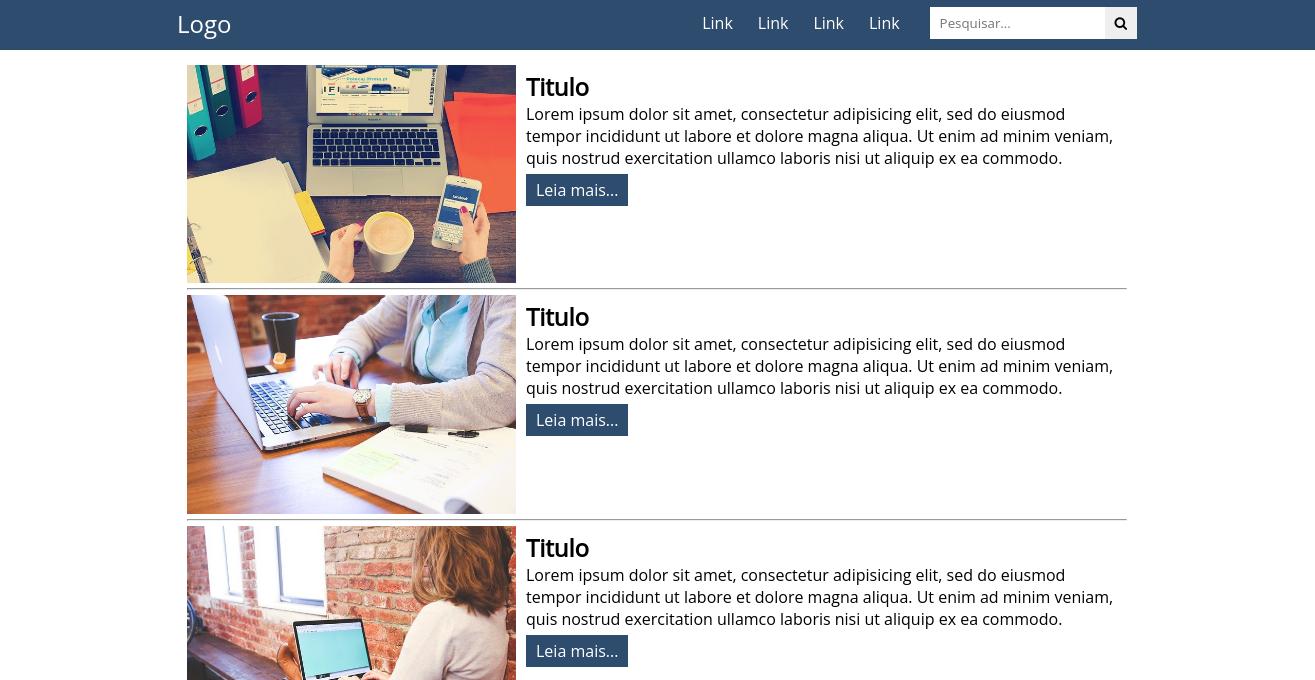 Logo
Link
Link
Link
Link
Pesquisar...
Titulo
Lorem ipsum dolor sit amet, consectetur adipisicing elit, sed do eiusmod
tempor incididunt ut labore et dolore magna aliqua. Ut enim ad minim veniam,
quis nostrud exercitation ullamco laboris nisi ut aliquip ex ea commodo.
Leia mais...
Titulo
Lorem ipsum dolor sit amet, consectetur adipisicing elit, sed do eiusmod
tempor incididunt ut labore et dolore magna aliqua. Ut enim ad minim veniam,
quis nostrud exercitation ullamco laboris nisi ut aliquip ex ea commodo.
Leia mais...
Titulo
Lorem ipsum dolor sit amet, consectetur adipisicing elit, sed do eiusmod
tempor incididunt ut labore et dolore magna aliqua. Ut enim ad minim veniam,
quis nostrud exercitation ullamco laboris nisi ut aliquip ex ea commodo.
Leia mais...